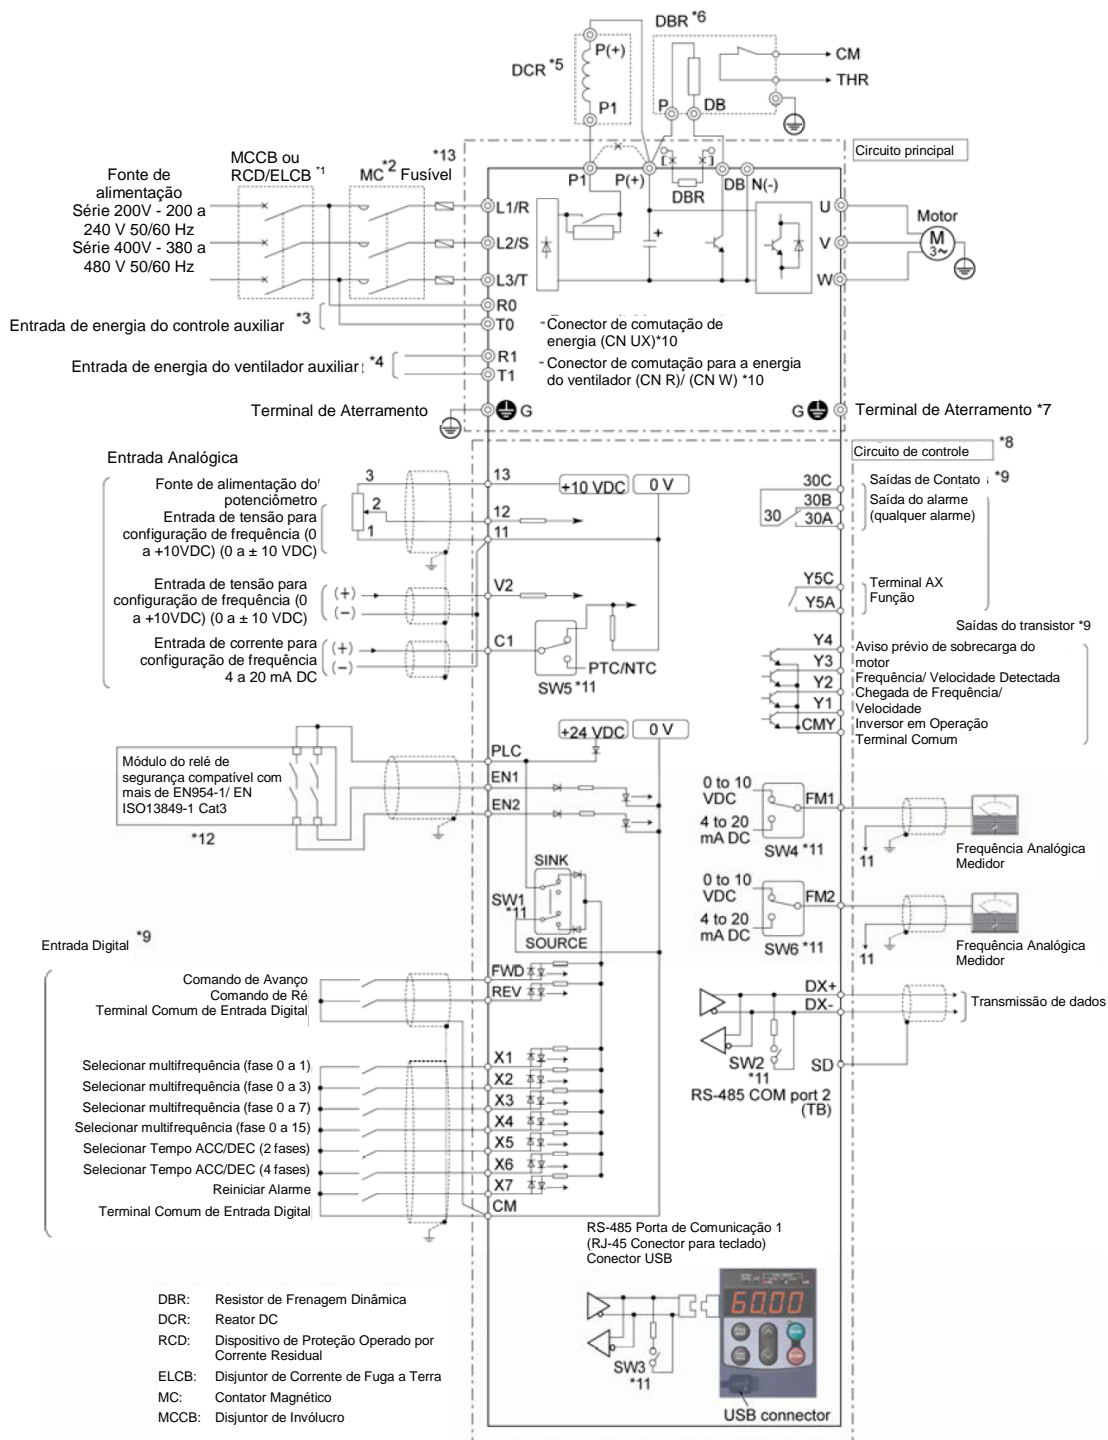 DBR *6
P(+)
CM
DCR *5
THR
P1
P
DB
Circuito principal
*13
MCCB ou
RCD/ELCB *1
MC *2 Fusível
Fonte de
alimentação
Série 200V - 200 a
240 V 50/60 Hz
Série 400V - 380 a
480 V 50/60 Hz
P1
P(+)
DBR
DB
N(-)
L1/R
L2/S
L3/T
R0
T0
R1
T1
+
U
V
W
Motor
M
3~
Entrada de energia do controle auxiliar *3
Entrada de energia do ventilador auxiliar *4
- Conector de comutação de
energia (CN UX)*10
- Conector de comutação para a energia
do ventilador (CN R)/ (CN W) *10
Terminal de Aterramento
G
G
Terminal de Aterramento *7
Circuito de controle
*8
Entrada Analógica
Fonte de alimentação do
potenciômetro
Entrada de tensão para
configuração de frequência (0
a +10VDC) (0 a ± 10 VDC)
3
2
1
13
12
11
+10 VDC
0 V
Entrada de tensão para
configuração de frequência (0
a +10VDC) (0 a ± 10 VDC)
(+)
(−)
V2
Entrada de corrente para
configuração de frequência
4 a 20 mA DC
(+)
(−)
C1
PTC/NTC
SW5 *11
30C
30B
30
30A
Saídas de Contato *9
Saída do alarme
(qualquer alarme)
Y5C
Y5A
Terminal AX
Função
Saídas do transistor *9
Y4
Y3
Y2
Y1
CMY
Aviso prévio de sobrecarga do
motor
Frequência/ Velocidade Detectada
Chegada de Frequência/
Velocidade
Inversor em Operação
Terminal Comum
Módulo do relé de
segurança compatível com
mais de EN954-1/ EN
ISO13849-1 Cat3
*12
PLC
EN1
EN2
+24 VDC
0 V
SINK
SW1
*11
SOURCE
0 to 10
VDC
4 to 20
mA DC
FM1
SW4 *11
11
Frequência Analógica
Medidor
0 to 10
VDC
4 to 20
mA DC
FM2
SW6 *11
11
Frequência Analógica
Medidor
Entrada Digital *9
Comando de Avanço
Comando de Ré
Terminal Comum de Entrada Digital
FWD
REV
DX+
DX-
Transmissão de dados
SW2
*11
SD
RS-485 COM port 2
(TB)
Selecionar multifrequência (fase 0 a 1)
Selecionar multifrequência (fase 0 a 3)
Selecionar multifrequência (fase 0 a 7)
Selecionar multifrequência (fase 0 a 15)
Selecionar Tempo ACC/DEC (2 fases)
Selecionar Tempo ACC/DEC (4 fases)
Reiniciar Alarme
Terminal Comum de Entrada Digital
X1
X2
X3
X4
X5
X6
X7
CM
RS-485 Porta de Comunicação 1
(RJ-45 Conector para teclado)
Conector USB
60.00
SW3
*11
USB connector
DBR: Resistor de Frenagem Dinâmica
DCR: Reator DC
RCD: Dispositivo de Proteção Operado por
Corrente Residual
ELCB: Disjuntor de Corrente de Fuga a Terra
MC: Contator Magnético
MCCB: Disjuntor de Invólucro